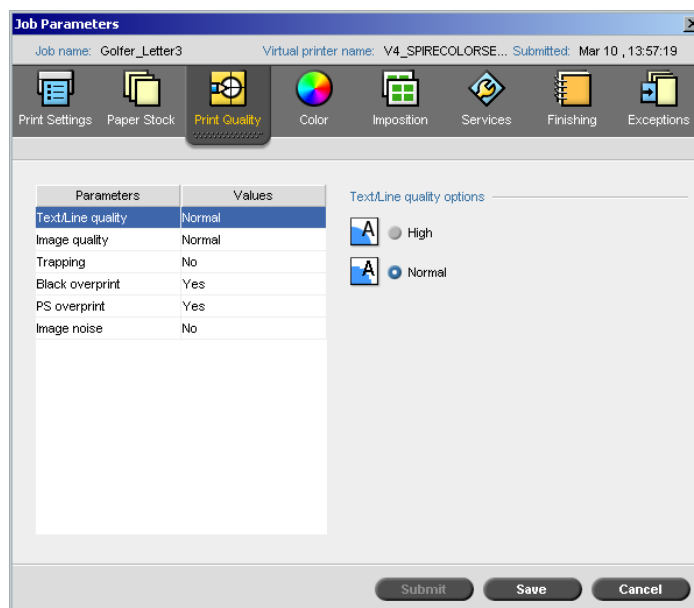 Job Parameters
Job name: Golfer_Letter3 Virtual printer name: V4_SPIRECOLORSE... Submitted: Mar 10 , 13:57:19
Print Settings Paper Stock Print Quality Color Imposition Services Finishing Exceptions
Parameters Values
Text/Line quality Normal
Image quality Normal
Trapping No
Black overprint Yes
PS overprint Yes
Image noise No
Text/Line quality options
A High
A Normal
Submit Save Cancel